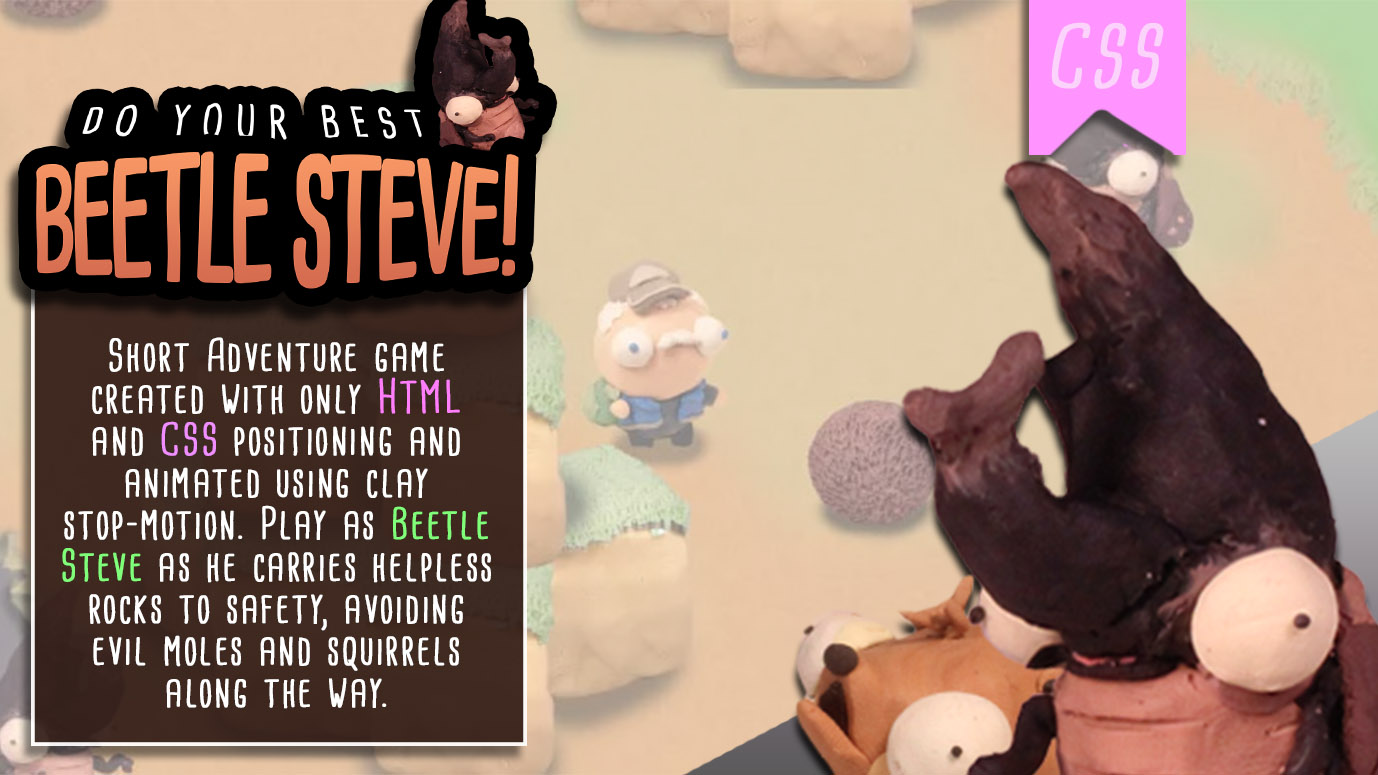 DO YOUR BEST
BEETLE STEVE!
CSS
SHORT ADVENTURE GAME
CREATED WITH ONLY HTML
AND CSS POSITIONING AND
ANIMATED USING CLAY
STOP-MOTION. PLAY AS BEETLE
STEVE AS HE CARRIES HELPLESS
ROCKS TO SAFETY, AVOIDING
EVIL MOLES AND SQUIRRELS
ALONG THE WAY.